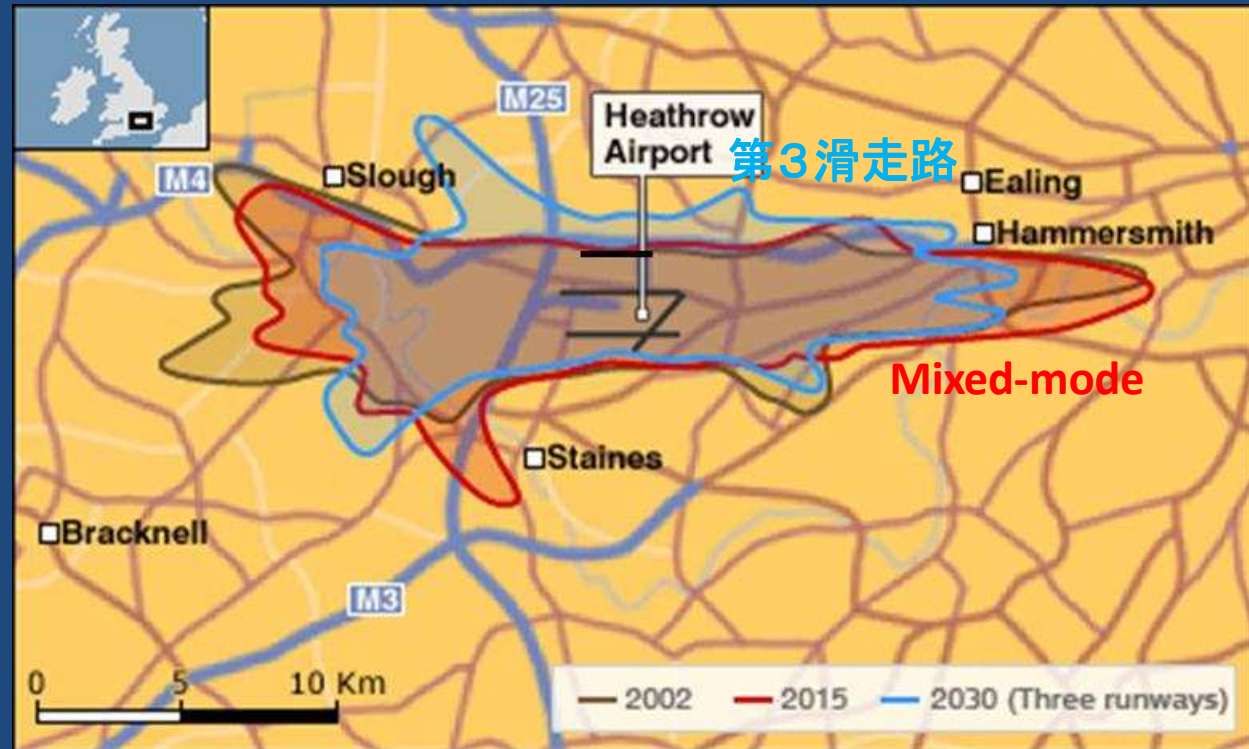 M25
Heathrow
Airport
第3滑走路
M4
Slough
Ealing
Hammersmith
Mixed-mode
Staines
Bracknell
M3
0 5 10 Km
2002 2015 2030 (Three runways)